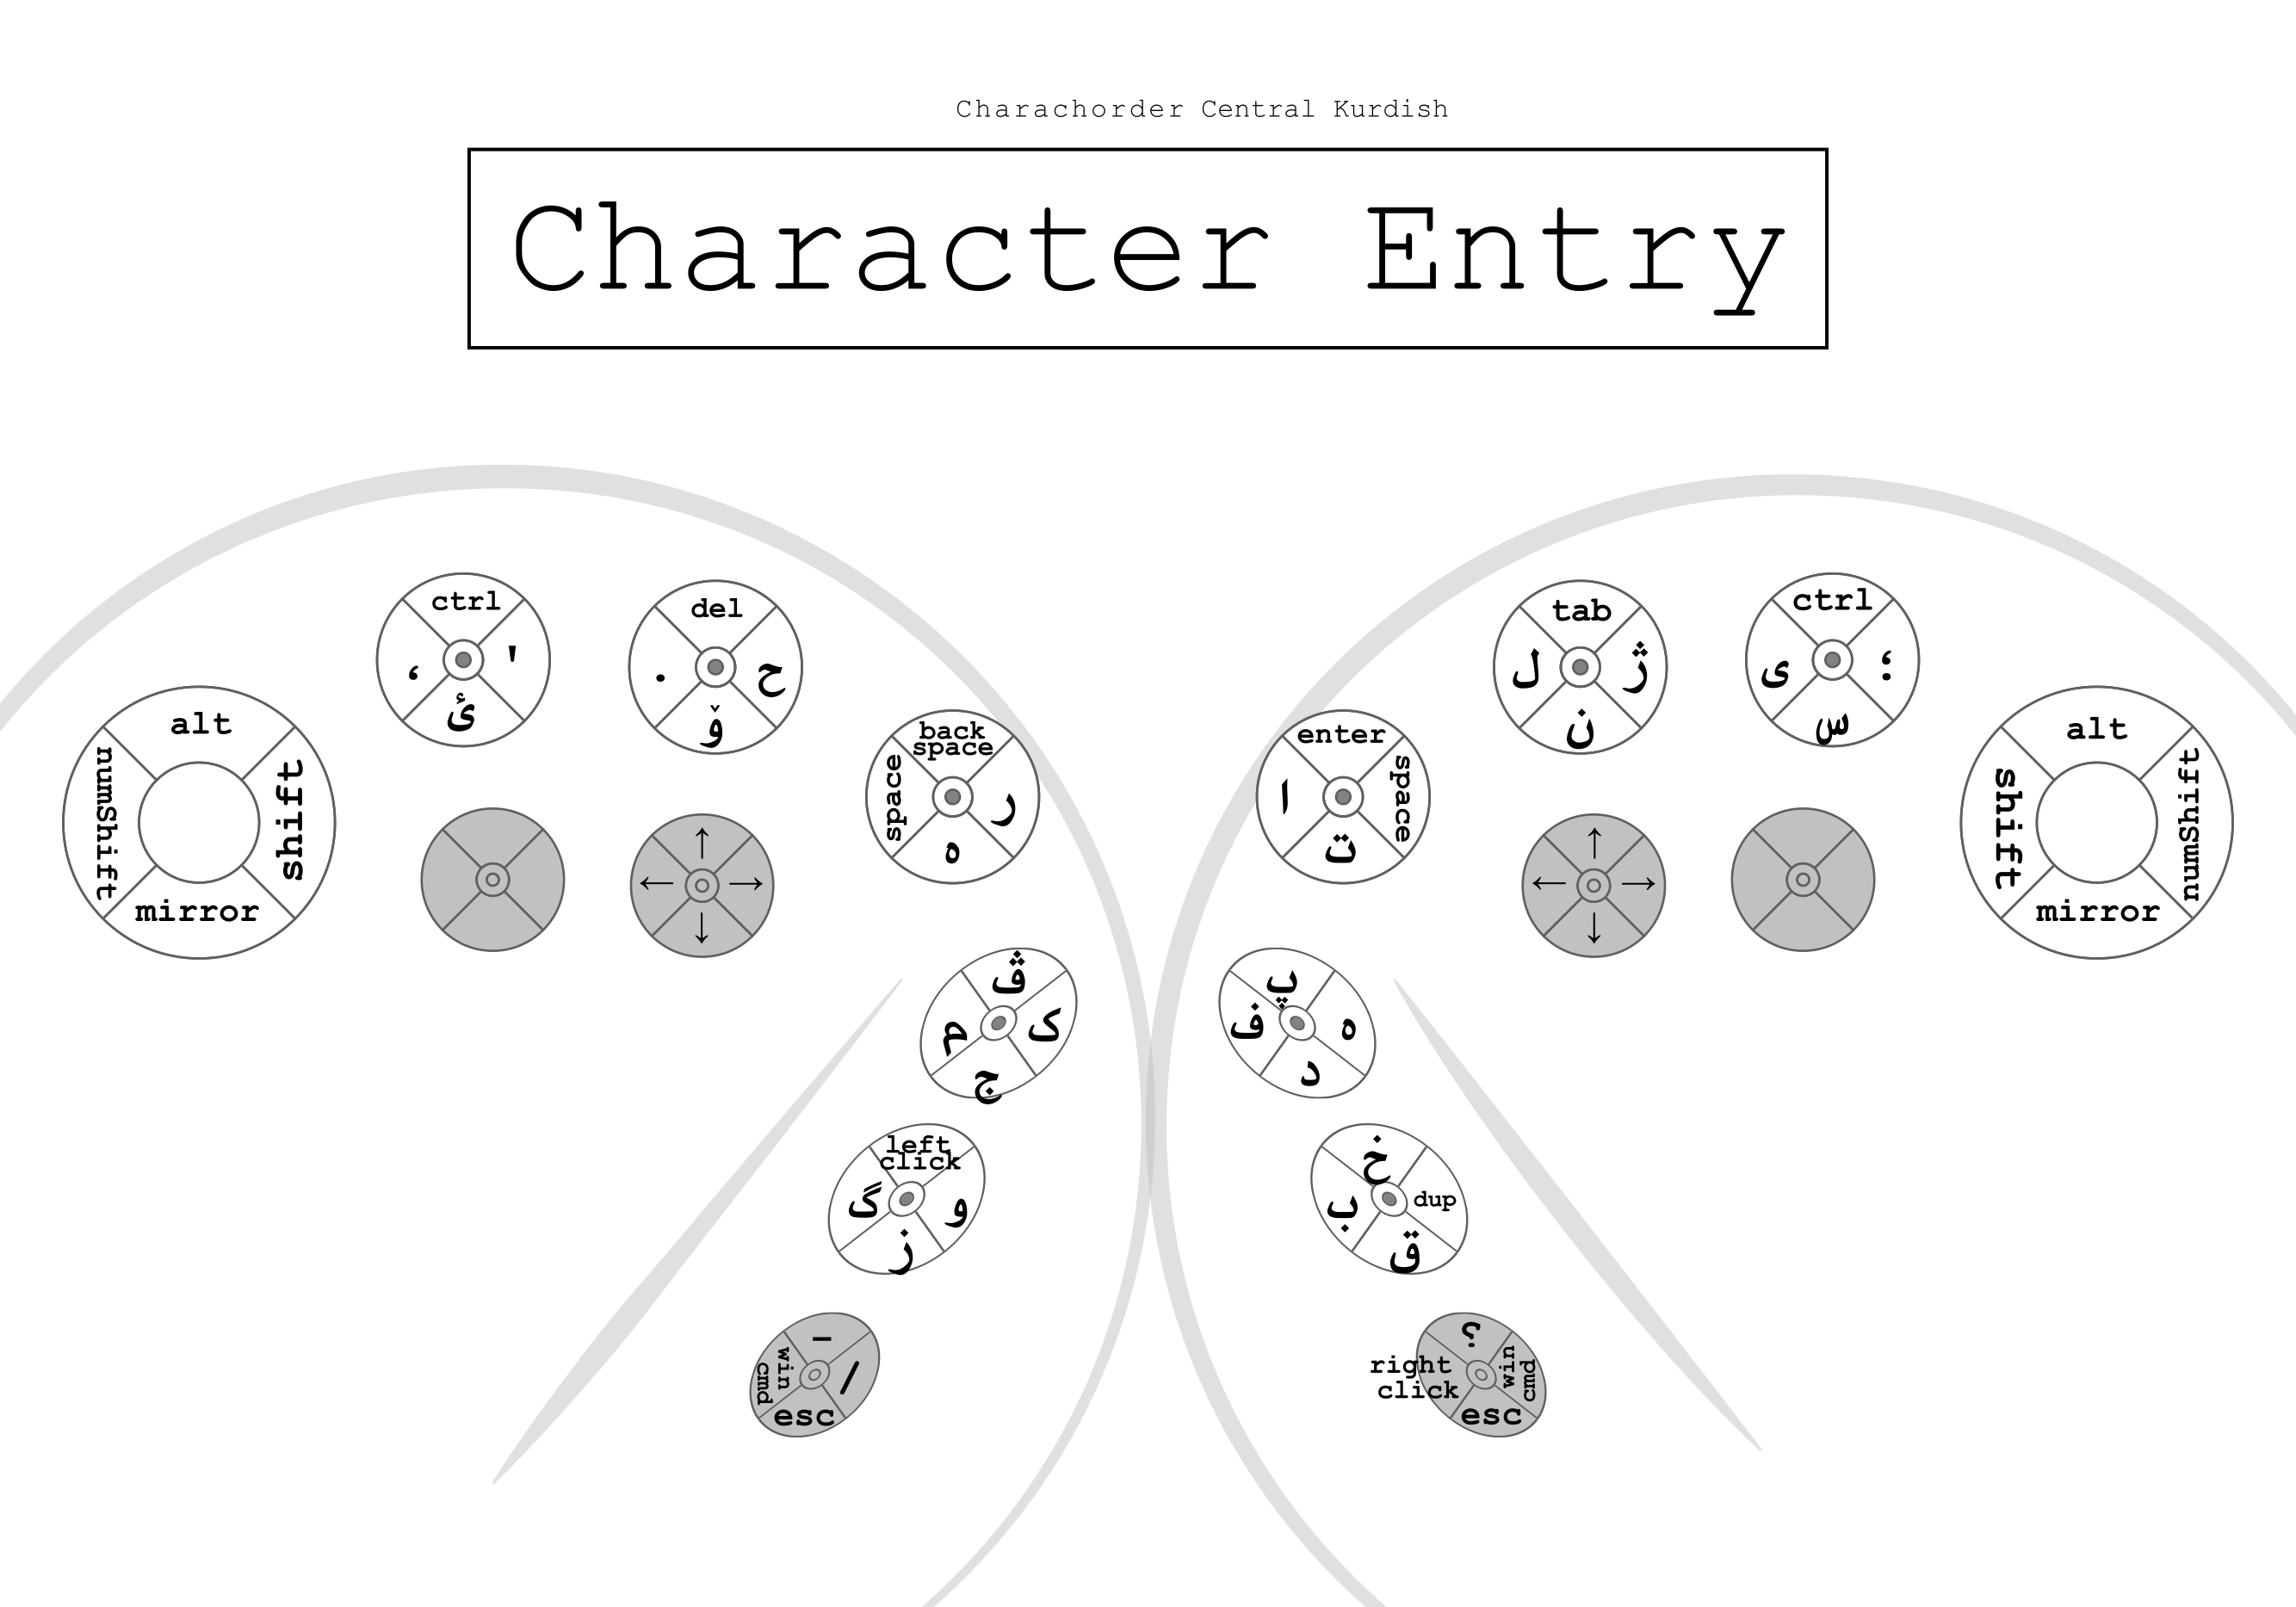 Charachorder Central Kurdish
Character Entry
ctrl
،
'
ئ
del
.
ح
ۆ
tab
ل
ژ
ن
ctrl
ی
؛
س
alt
numShift
shift
mirror
back
space
space
ر
ە
enter
ا
space
ت
alt
shift
numShift
mirror
↑
← →
↓
↑
← →
↓
ڤ
م
ک
ج
پ
ف
ه
د
left
click
گ
و
ز
خ
ب
dup
ق
–
win
cmd
/
esc
؟
right
click
win
cmd
esc